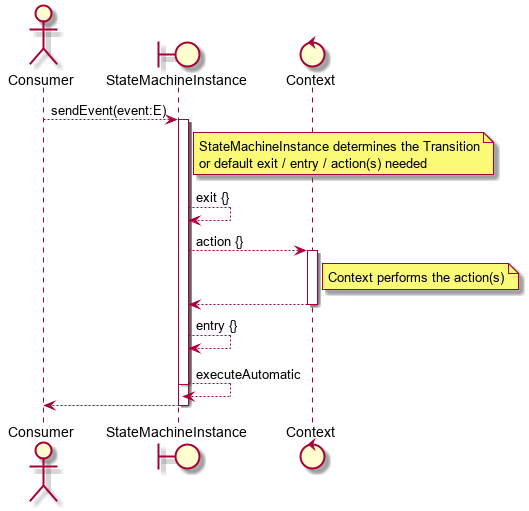 Consumer
StateMachineInstance
Context
sendEvent(event:E)
StateMachineInstance determines the Transition
or default exit / entry / action(s) needed
exit {}
action {}
Context performs the action(s)
entry {}
executeAutomatic
Consumer
StateMachineInstance
Context